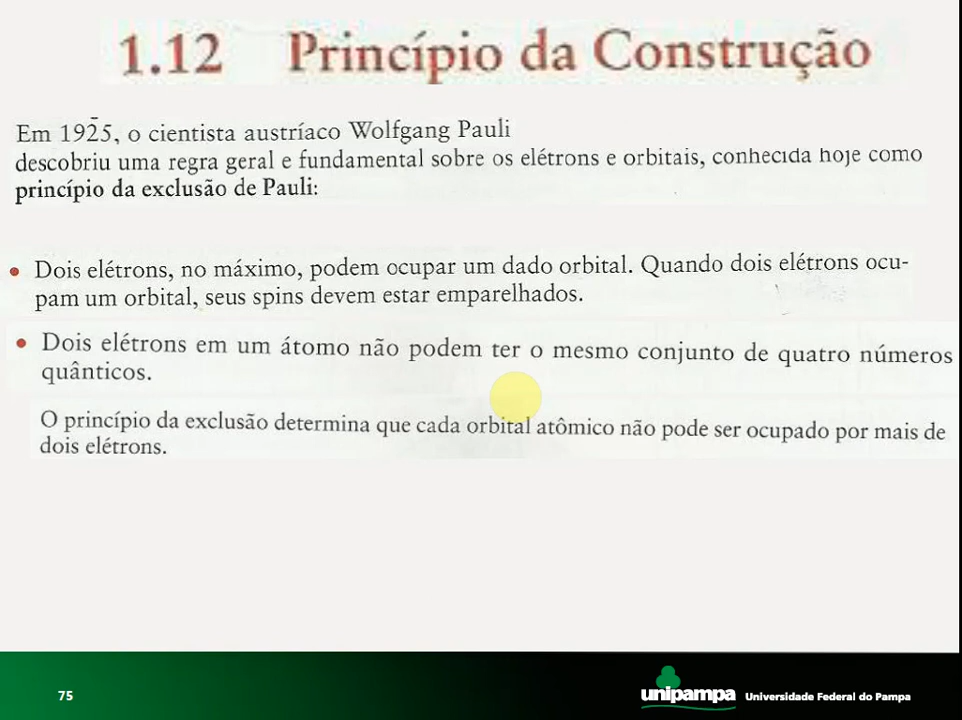 1.12 Princípio da Construção
Em 1925, o cientista austríaco Wolfgang Pauli
descobriu uma regra geral e fundamental sobre os elétrons e orbitais, conhecida hoje como
princípio da exclusão de Pauli:
• Dois elétrons, no máximo, podem ocupar um dado orbital. Quando dois elétrons ocu-
pam um orbital, seus spins devem estar emparelhados.
• Dois elétrons em um átomo não podem ter o mesmo conjunto de quatro números
quânticos.
O princípio da exclusão determina que cada orbital atômico não pode ser ocupado por mais de
dois elétrons.
75
unipampa Universidade Federal do Pampa